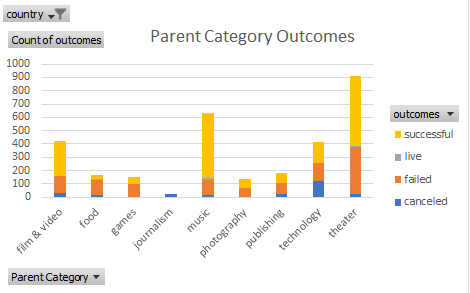 country
Count of outcomes
Parent Category Outcomes
1000
900
800
700
600
500
400
300
200
100
0
film & video
food
games
journalism
music
photography
publishing
technology
theater
outcomes
successful
live
failed
canceled
Parent Category